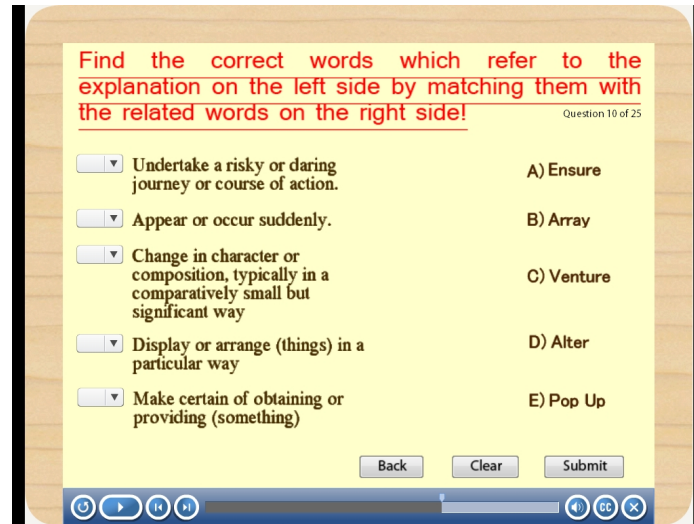 Find the correct words which refer to the
explanation on the left side by matching them with
the related words on the right side!
Question 10 of 25
Undertake a risky or daring
journey or course of action.
A) Ensure
Appear or occur suddenly.
B) Array
Change in character or
composition, typically in a
comparatively small but
significant way
C) Venture
Display or arrange (things) in a
particular way
D) Alter
Make certain of obtaining or
providing (something)
E) Pop Up
Back Clear Submit
CC